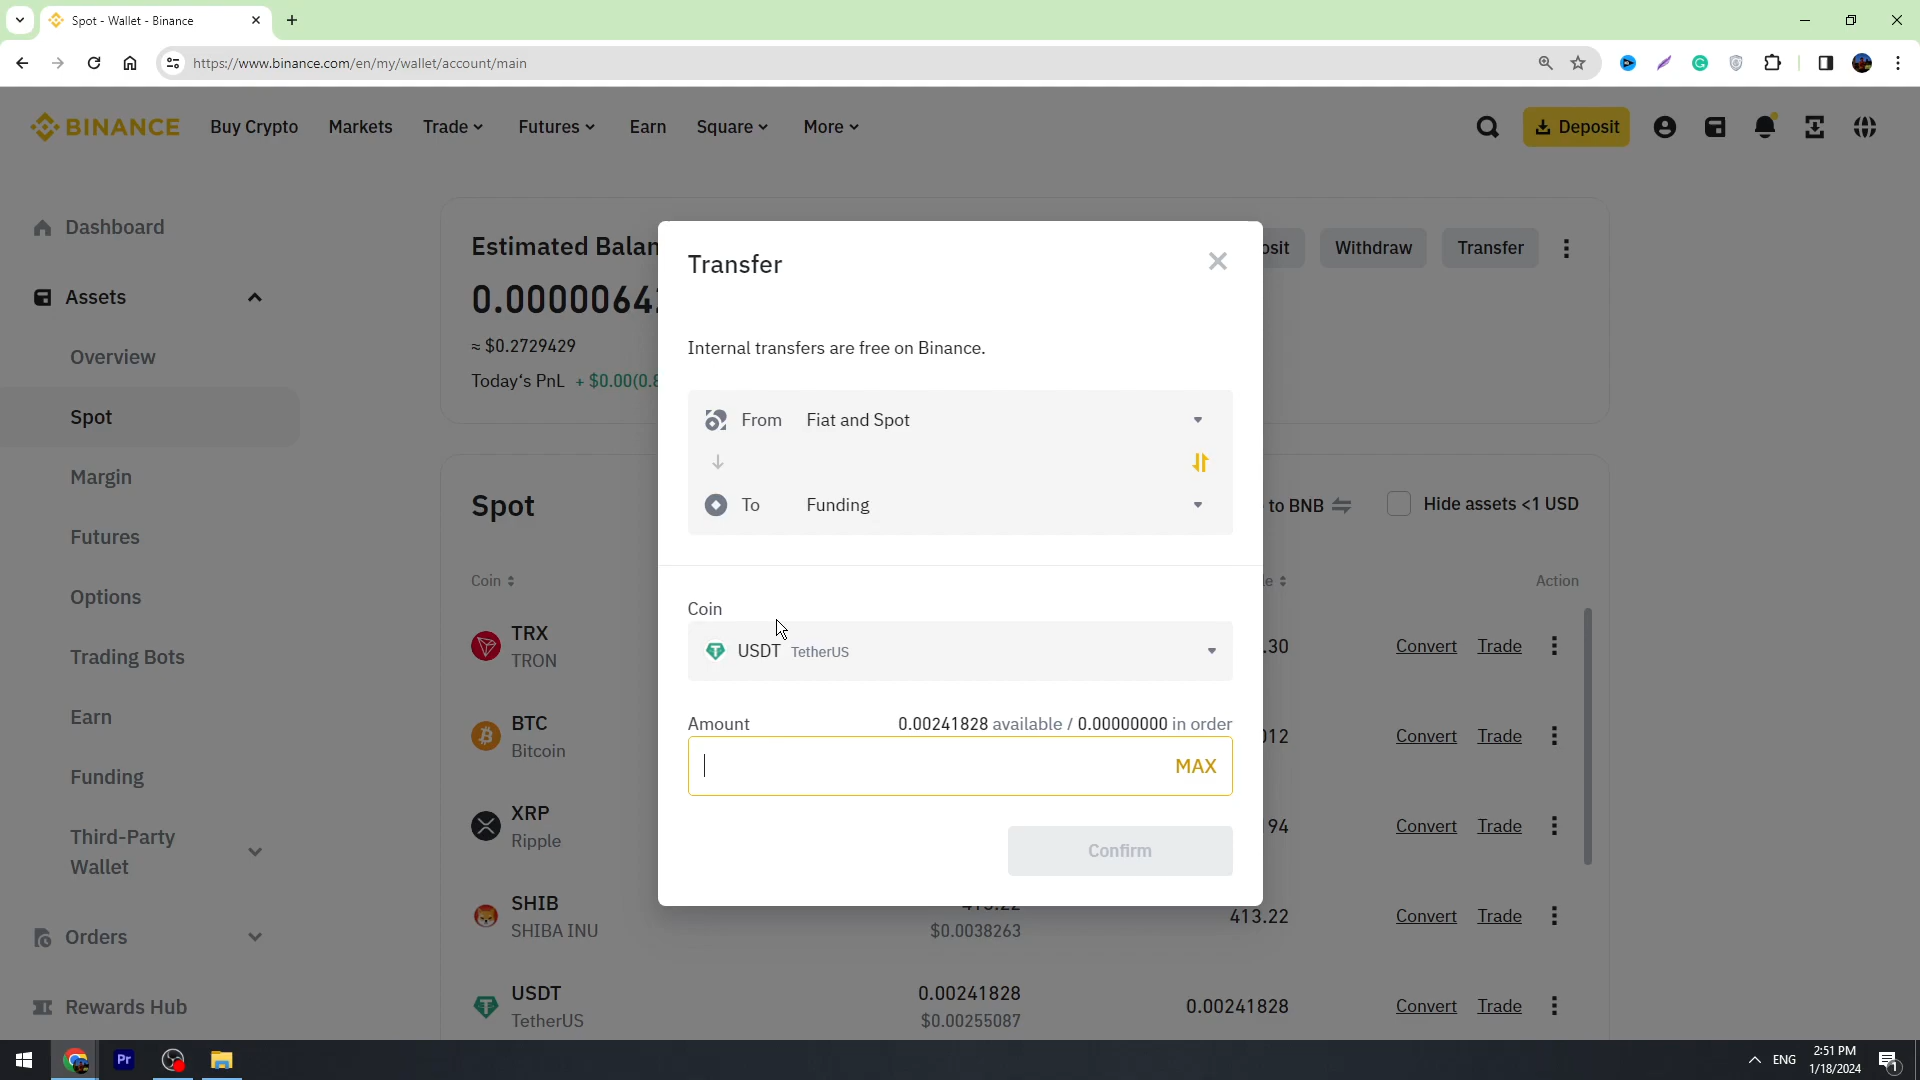 Spot - Wallet - Binance
https://www.binance.com/en/my/wallet/account/main
BINANCE Buy Crypto Markets Trade Futures Earn Square More Deposit
Dashboard
Assets
Overview
Spot
Margin
Futures
Options
Trading Bots
Earn
Funding
Third-Party
Wallet
Orders
Rewards Hub
Estimated Balan
0.00000642
≈ $0.2729429
Today's PnL + $0.00(0.8
osit Withdraw Transfer
Transfer
Internal transfers are free on Binance.
From Fiat and Spot
To Funding
Coin
USDT TetherUS
Amount 0.00241828 available / 0.00000000 in order
MAX
Confirm
Spot to BNB Hide assets <1 USD
Coin le Action
TRX .30 Convert Trade
TRON
BTC 012 Convert Trade
Bitcoin
XRP 94 Convert Trade
Ripple
SHIB 413.22 413.22 Convert Trade
SHIBA INU $0.0038263
USDT 0.00241828 0.00241828 Convert Trade
TetherUS $0.00255087
Pr
ENG
2:51 PM
1/18/2024
1